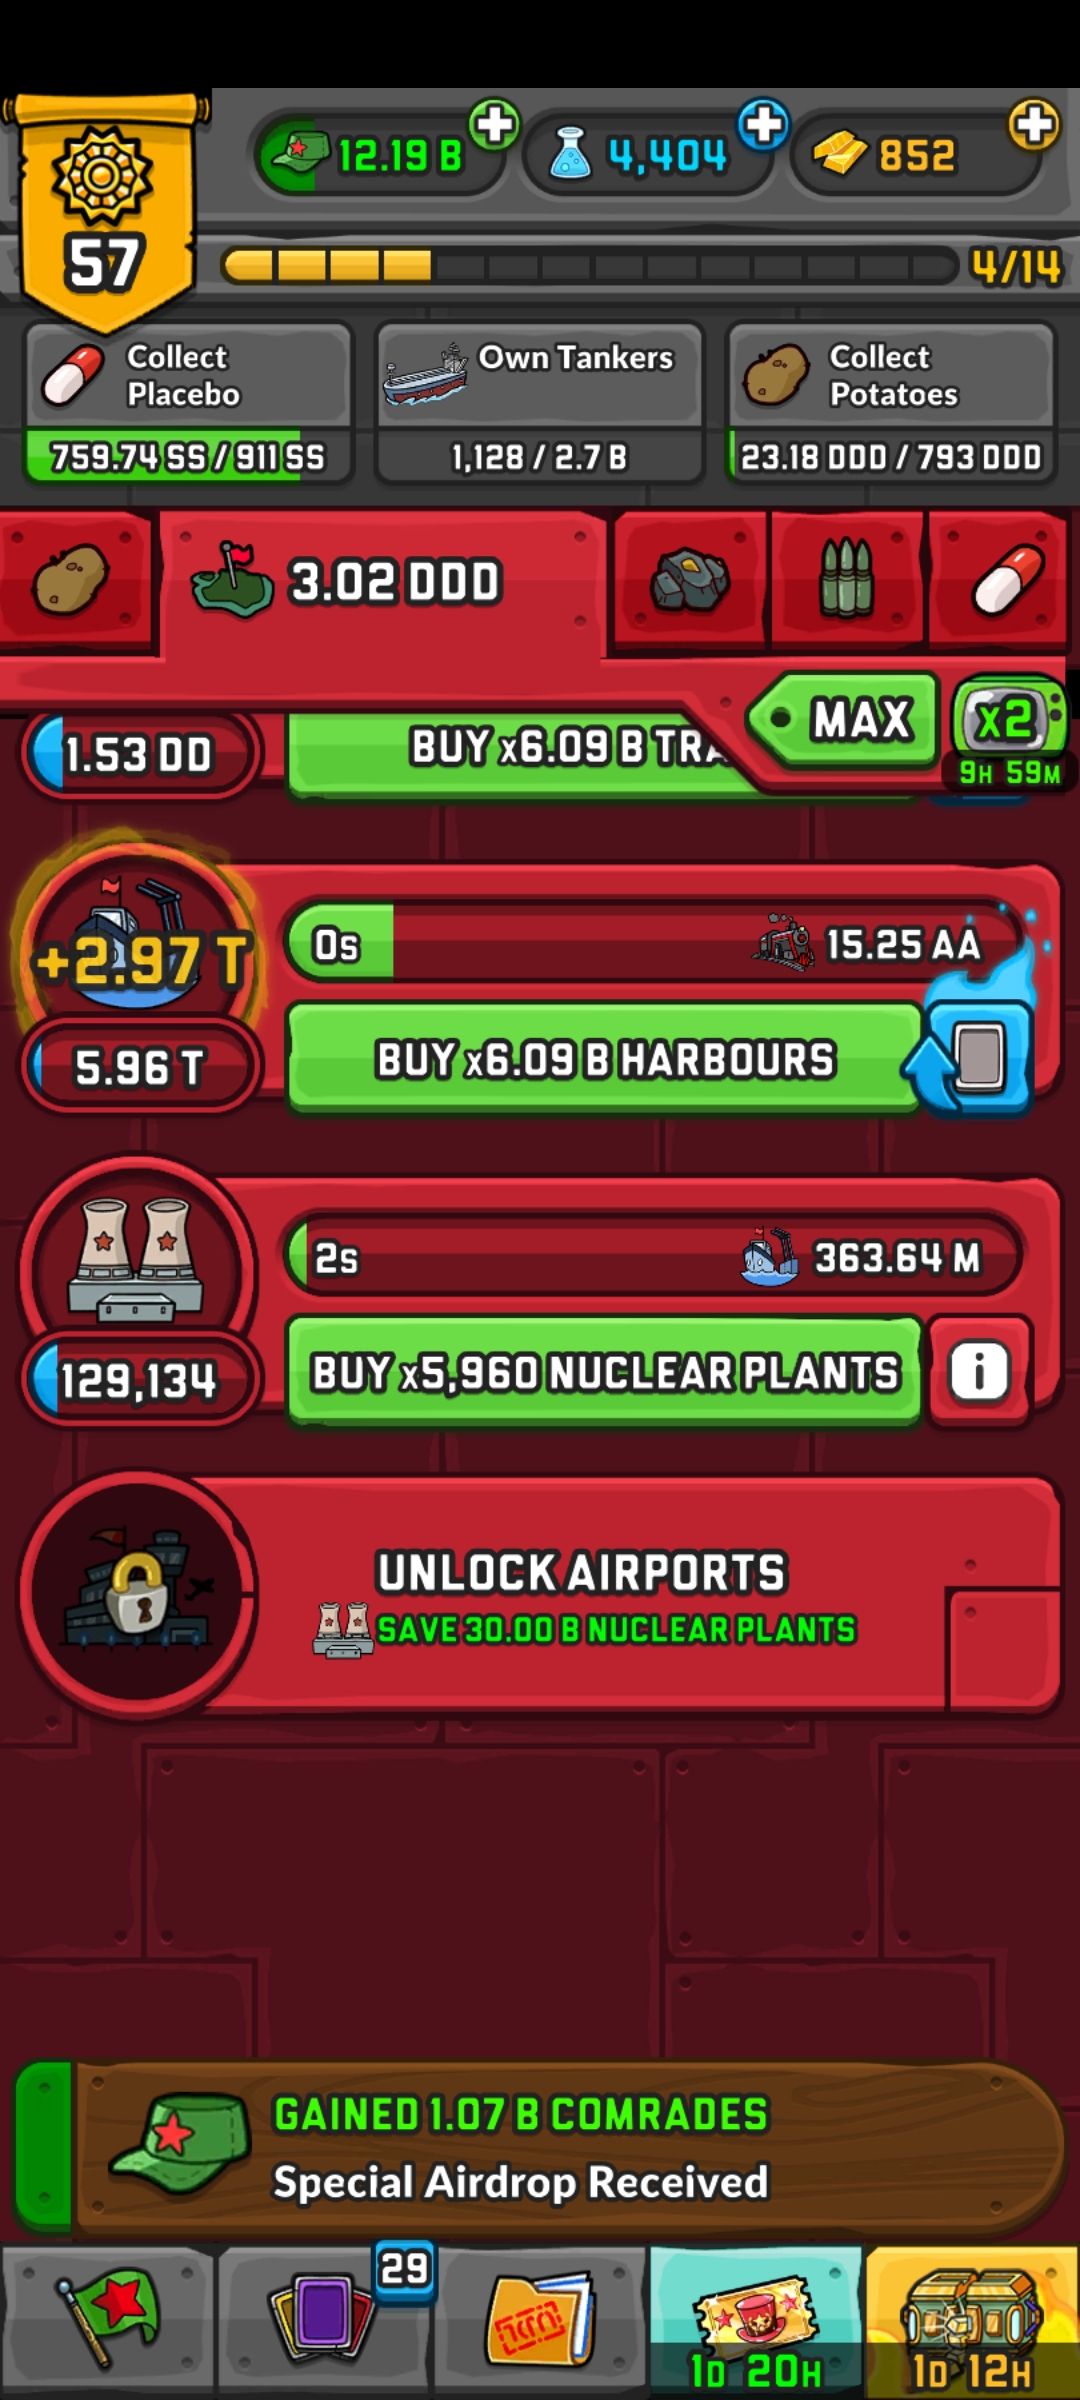 12.19 B
4,404
852
57
4/14
Collect
Placebo
759.74 SS / 911 SS
Own Tankers
1,128 / 2.7 B
Collect
Potatoes
23.18 DDD / 793 DDD
3.02 DDD
MAX
x2
9H 59M
1.53 DD
BUY x6.09 B TRA
+2.97 T
0s
15.25 AA
5.96 T
BUY x6.09 B HARBOURS
2s
363.64 M
129,134
BUY x5,960 NUCLEAR PLANTS
i
UNLOCK AIRPORTS
SAVE 30.00 B NUCLEAR PLANTS
GAINED 1.07 B COMRADES
Special Airdrop Received
29
1D 20H
1D 12H